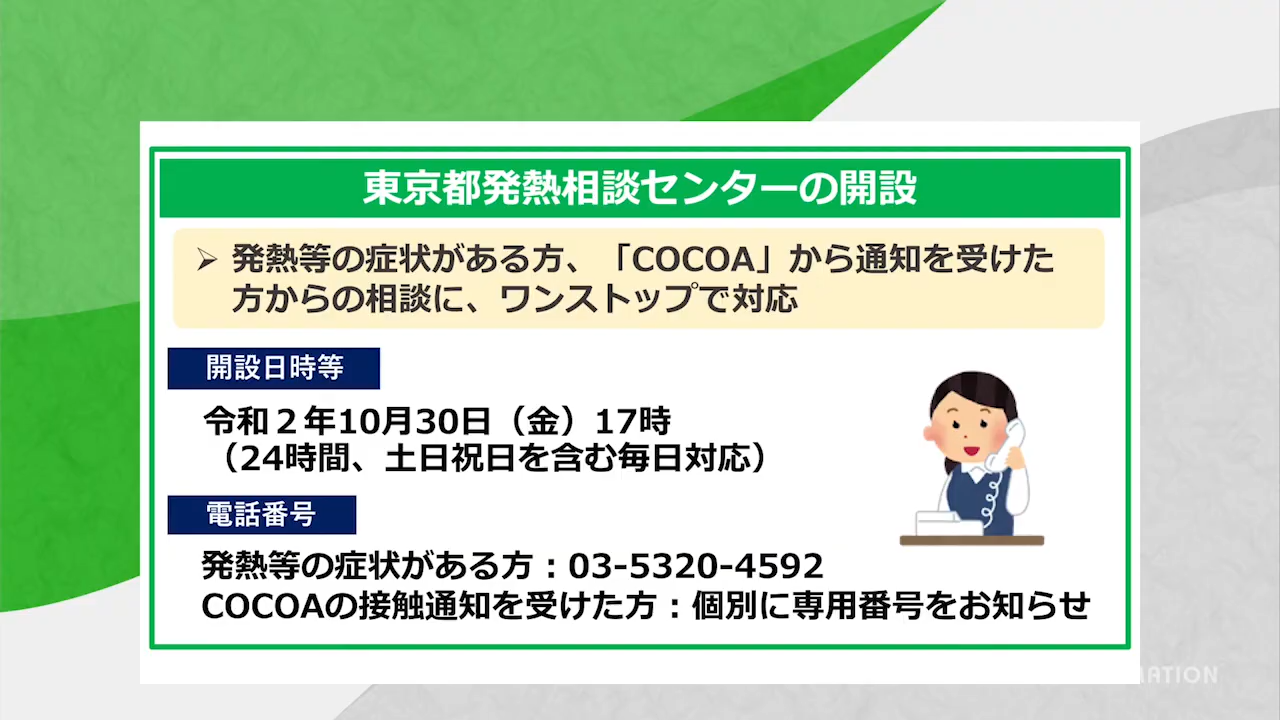 東京都発熱相談センターの開設
➢ 発熱等の症状がある方、「COCOA」から通知を受けた
方からの相談に、ワンストップで対応
開設日時等
令和２年10月30日（金）17時
（24時間、土日祝日を含む毎日対応）
電話番号
発熱等の症状がある方：03-5320-4592
COCOAの接触通知を受けた方：個別に専用番号をお知らせ